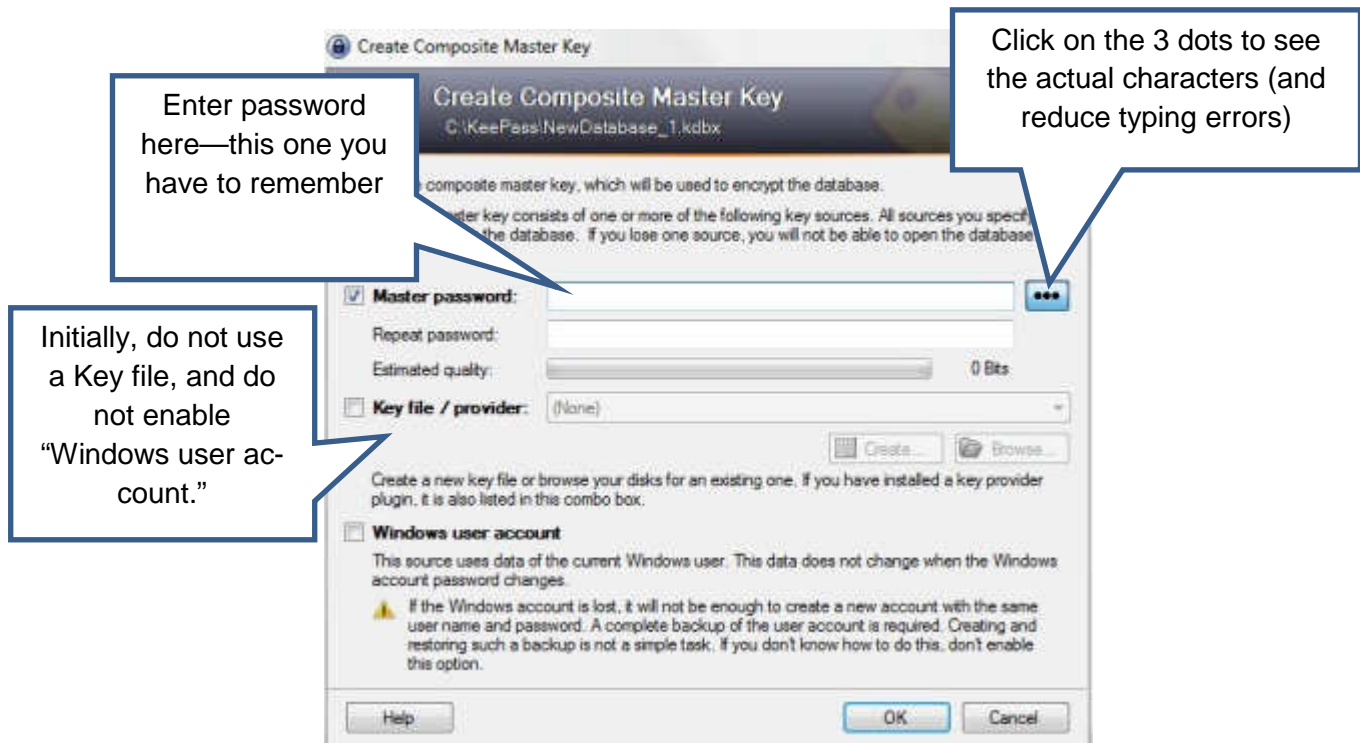 Create Composite Master Key
Click on the 3 dots to see
the actual characters (and
reduce typing errors)
Enter password
here—this one you
have to remember
Create Composite Master Key
C:\KeePass\NewDatabase_1.kdbx
composite master key, which will be used to encrypt the database.
key consists of one or more of the following key sources. All sources you specify
the database. If you lose one source, you will not be able to open the database
Master password:
Repeat password:
Estimated quality:
0 Bits
Initially, do not use
a Key file, and do
not enable
“Windows user ac-
count.”
Key file / provider:
(None)
Create...
Browse...
Create a new key file or browse your disks for an existing one. If you have installed a key provider
plugin, it is also listed in this combo box.
Windows user account
This source uses data of the current Windows user. This data does not change when the Windows
account password changes.
If the Windows account is lost, it will not be enough to create a new account with the same
user name and password. A complete backup of the user account is required. Creating and
restoring such a backup is not a simple task. If you don't know how to do this, don't enable
this option.
Help
OK
Cancel